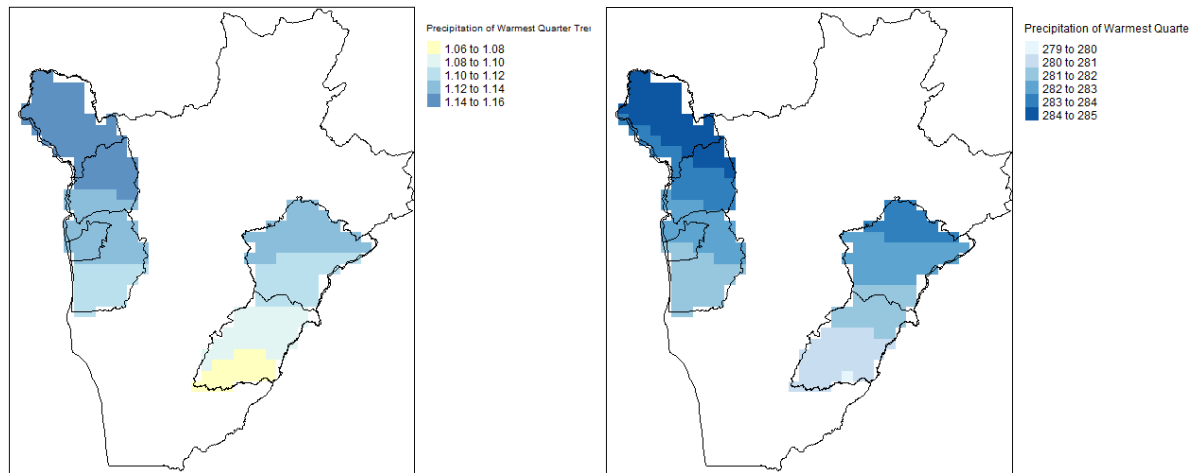 Precipitation of Warmest Quarter Tre
1.06 to 1.08
1.08 to 1.10
1.10 to 1.12
1.12 to 1.14
1.14 to 1.16
Precipitation of Warmest Quarte
279 to 280
280 to 281
281 to 282
282 to 283
283 to 284
284 to 285